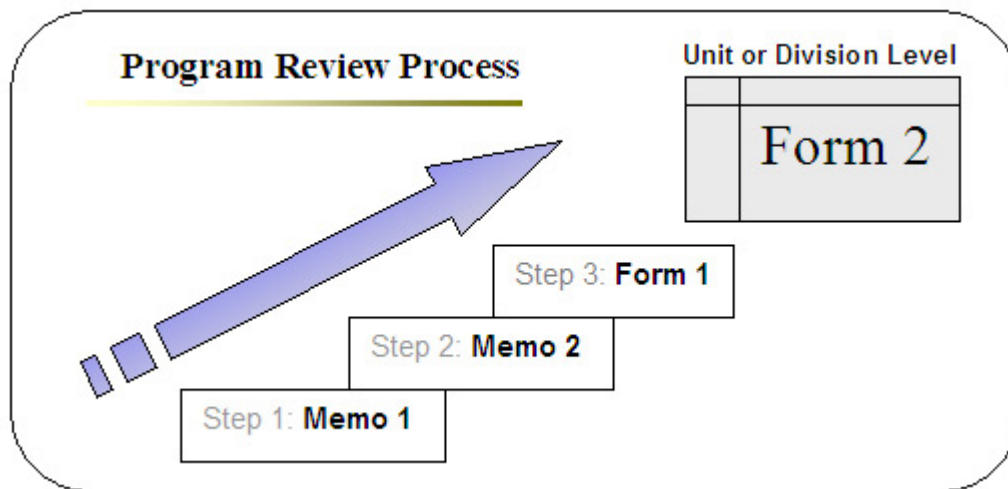 Program Review Process
Unit or Division Level
Form 2
Step 3: Form 1
Step 2: Memo 2
Step 1: Memo 1